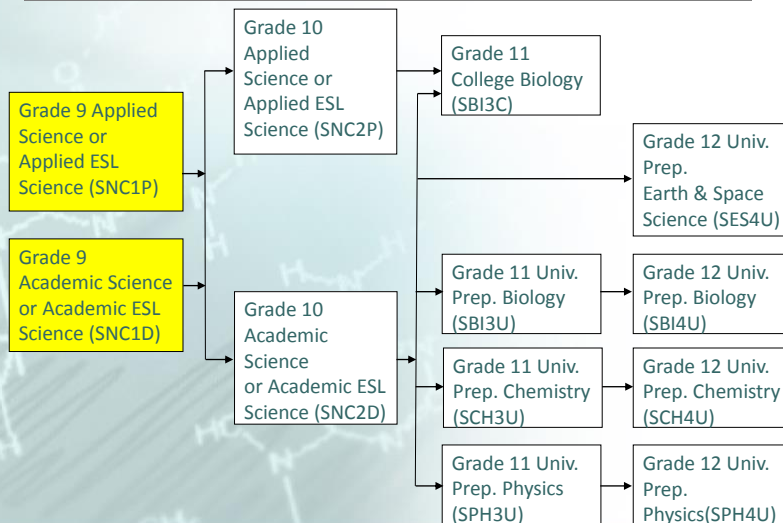 Grade 9 Applied
Science or
Applied ESL
Science (SNC1P)
Grade 9
Academic Science
or Academic ESL
Science (SNC1D)
Grade 10
Applied
Science or
Applied ESL
Science (SNC2P)
Grade 10
Academic
Science
or Academic ESL
Science (SNC2D)
Grade 11
College Biology
(SBI3C)
Grade 12 Univ.
Prep.
Earth & Space
Science (SES4U)
Grade 11 Univ.
Prep. Biology
(SBI3U)
Grade 12 Univ.
Prep. Biology
(SBI4U)
Grade 11 Univ.
Prep. Chemistry
(SCH3U)
Grade 12 Univ.
Prep. Chemistry
(SCH4U)
Grade 11 Univ.
Prep. Physics
(SPH3U)
Grade 12 Univ.
Prep.
Physics(SPH4U)